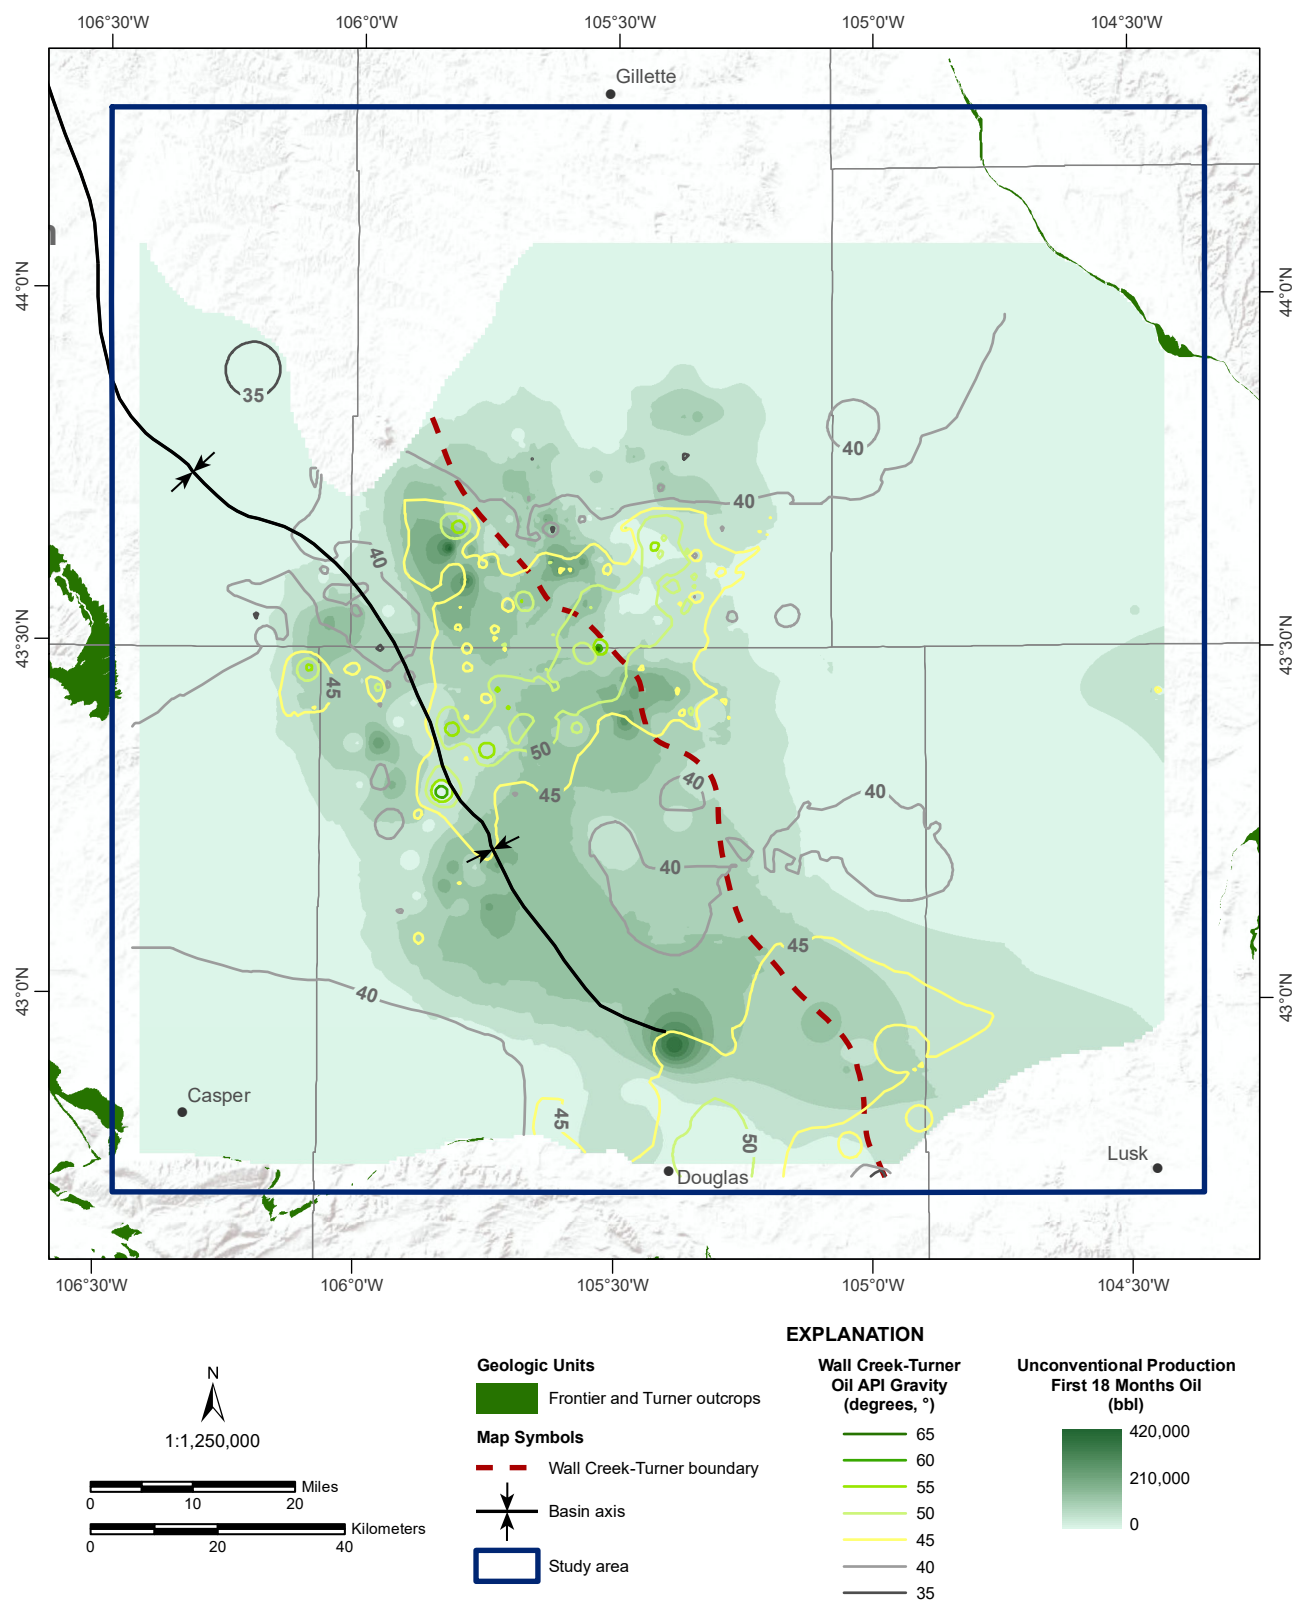 106°30'W 106°0'W 105°30'W 105°0'W 104°30'W
Gillette
44°0'N
44°0'N
35
40
40
40
43°30'N
43°30'N
45
50
45
40
40
40
45
43°0'N
43°0'N
40
Casper
45
50
Lusk
Douglas
106°30'W 106°0'W 105°30'W 105°0'W 104°30'W
EXPLANATION
N
1:1,250,000
Miles
0 10 20
Kilometers
0 20 40
Geologic Units
Frontier and Turner outcrops
Map Symbols
Wall Creek-Turner boundary
Basin axis
Study area
Wall Creek-Turner
Oil API Gravity
(degrees, °)
65
60
55
50
45
40
35
Unconventional Production
First 18 Months Oil
(bbl)
420,000
210,000
0